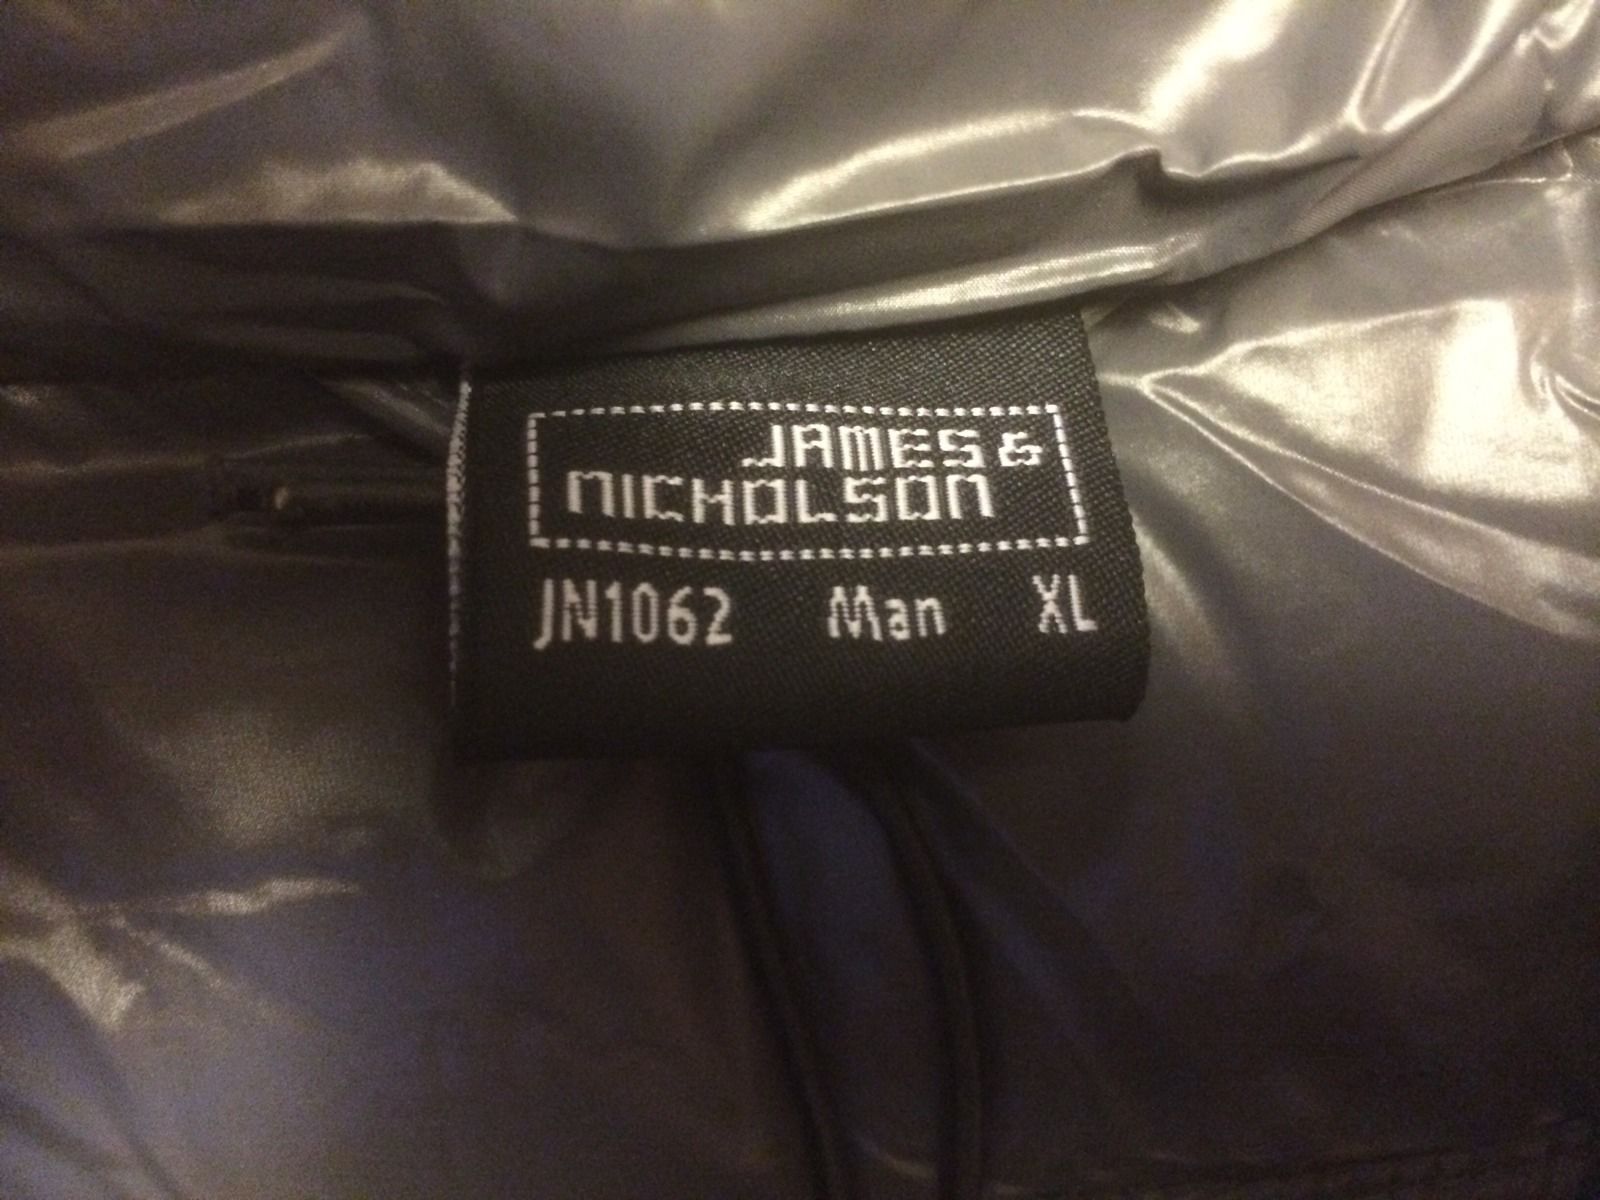 JAMES &
NICHOLSON
JN1062 Man XL